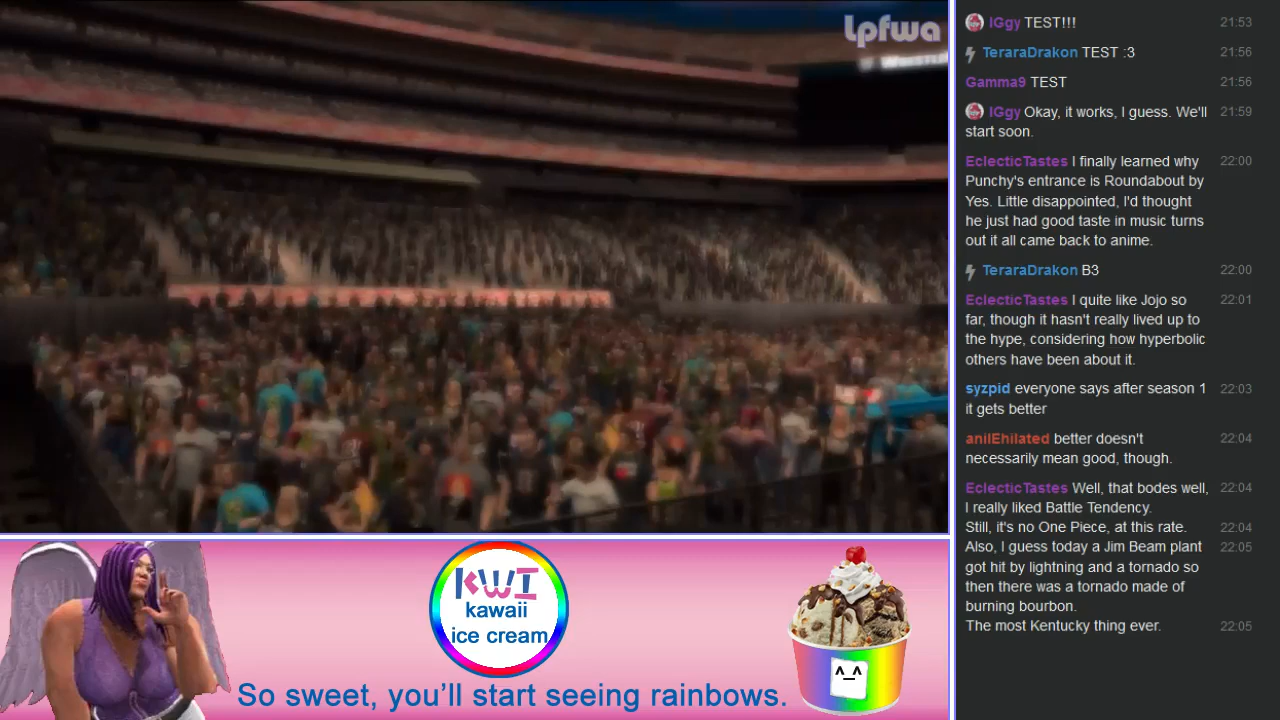 lpfwa
IGgy TEST!!! 21:53
TeraraDrakon TEST :3 21:56
Gamma9 TEST 21:56
IGgy Okay, it works, I guess. We'll 21:59
start soon.
EclecticTastes I finally learned why 22:00
Punchy's entrance is Roundabout by
Yes. Little disappointed, I'd thought
he just had good taste in music turns
out it all came back to anime.
TeraraDrakon B3 22:00
EclecticTastes I quite like Jojo so 22:01
far, though it hasn't really lived up to
the hype, considering how hyperbolic
others have been about it.
syzpid everyone says after season 1 22:03
it gets better
anilEhilated better doesn't 22:04
necessarily mean good, though.
EclecticTastes Well, that bodes well, 22:04
I really liked Battle Tendency.
Still, it's no One Piece, at this rate. 22:04
Also, I guess today a Jim Beam plant 22:05
got hit by lightning and a tornado so
then there was a tornado made of
burning bourbon.
The most Kentucky thing ever. 22:05
KWI
kawaii
ice cream
^_^
So sweet, you'll start seeing rainbows.